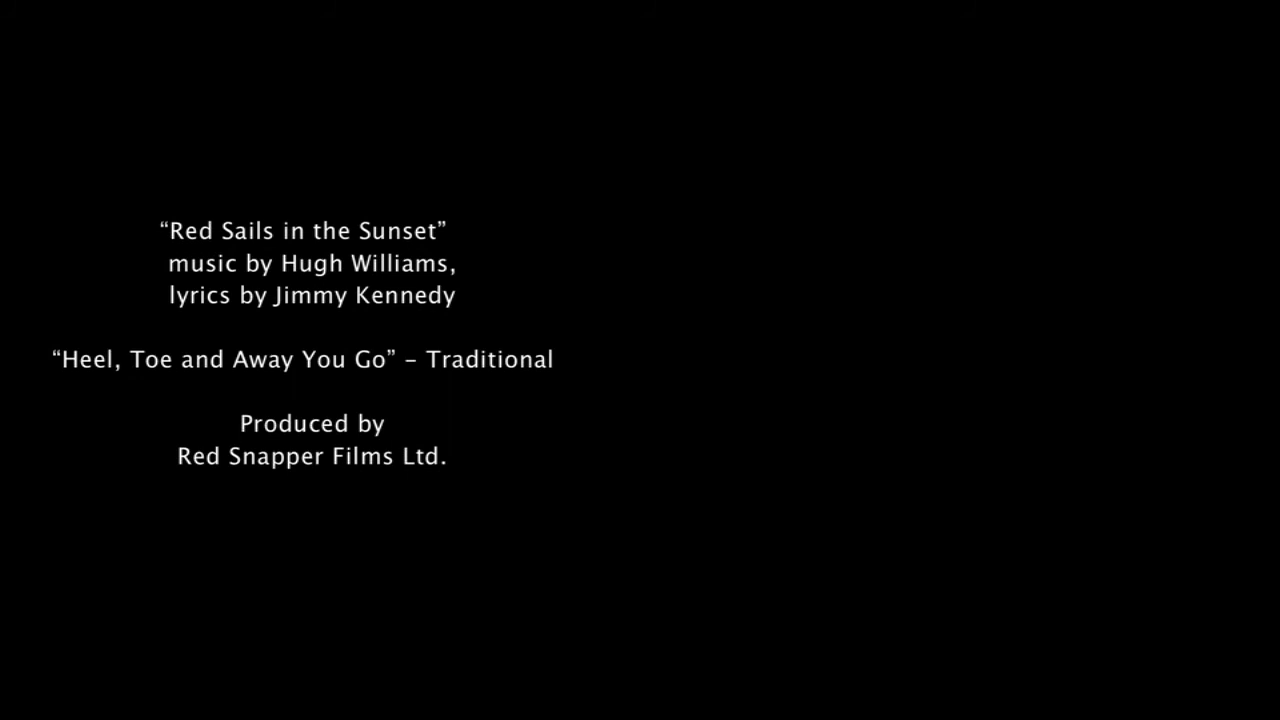 “Red Sails in the Sunset”
music by Hugh Williams,
lyrics by Jimmy Kennedy
“Heel, Toe and Away You Go” – Traditional
Produced by
Red Snapper Films Ltd.